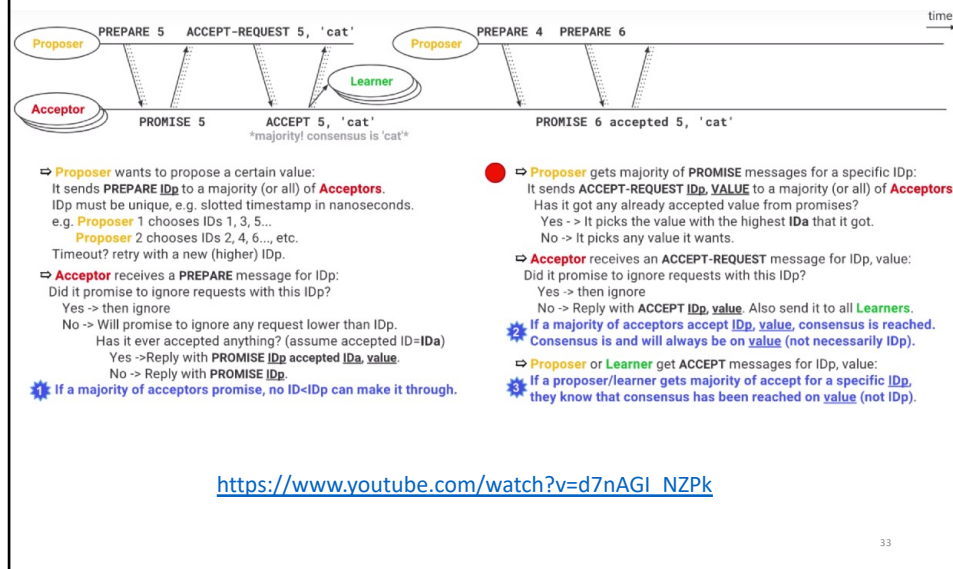 time
PREPARE 5 ACCEPT-REQUEST 5, 'cat' PREPARE 4 PREPARE 6
Proposer Proposer
Learner
Acceptor
PROMISE 5 ACCEPT 5, 'cat' PROMISE 6 accepted 5, 'cat'
*majority! consensus is 'cat'*
⇨ Proposer wants to propose a certain value:
It sends PREPARE IDp to a majority (or all) of Acceptors.
IDp must be unique, e.g. slotted timestamp in nanoseconds.
e.g. Proposer 1 chooses IDs 1, 3, 5...
Proposer 2 chooses IDs 2, 4, 6..., etc.
Timeout? retry with a new (higher) IDp.
⇨ Acceptor receives a PREPARE message for IDp:
Did it promise to ignore requests with this IDp?
Yes -> then ignore
No -> Will promise to ignore any request lower than IDp.
Has it ever accepted anything? (assume accepted ID=IDa)
Yes ->Reply with PROMISE IDp accepted IDa, value.
No -> Reply with PROMISE IDp.
1 If a majority of acceptors promise, no ID<IDp can make it through.
⇨ Proposer gets majority of PROMISE messages for a specific IDp:
It sends ACCEPT-REQUEST IDp, VALUE to a majority (or all) of Acceptors
Has it got any already accepted value from promises?
Yes - > It picks the value with the highest IDa that it got.
No -> It picks any value it wants.
⇨ Acceptor receives an ACCEPT-REQUEST message for IDp, value:
Did it promise to ignore requests with this IDp?
Yes -> then ignore
No -> Reply with ACCEPT IDp, value. Also send it to all Learners.
2 If a majority of acceptors accept IDp, value, consensus is reached.
Consensus is and will always be on value (not necessarily IDp).
⇨ Proposer or Learner get ACCEPT messages for IDp, value:
3 If a proposer/learner gets majority of accept for a specific IDp,
they know that consensus has been reached on value (not IDp).
https://www.youtube.com/watch?v=d7nAGI_NZPk
33